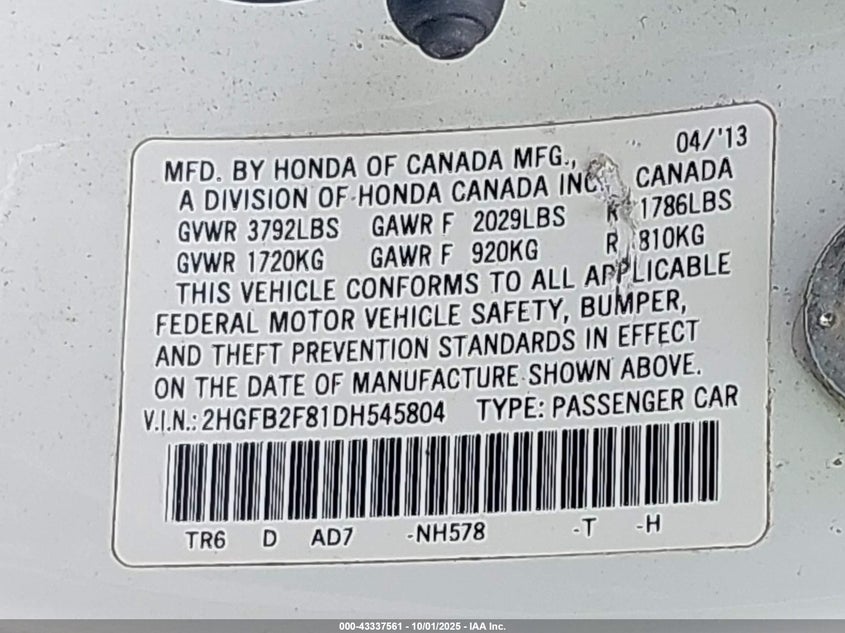 04/'13
MFD. BY HONDA OF CANADA MFG.,
A DIVISION OF HONDA CANADA INC. CANADA
GVWR 3792LBS GAWR F 2029LBS R 1786LBS
GVWR 1720KG GAWR F 920KG R 810KG
THIS VEHICLE CONFORMS TO ALL APPLICABLE
FEDERAL MOTOR VEHICLE SAFETY, BUMPER,
AND THEFT PREVENTION STANDARDS IN EFFECT
ON THE DATE OF MANUFACTURE SHOWN ABOVE.
V.I.N.: 2HGFB2F81DH545804 TYPE: PASSENGER CAR
TR6 D AD7 -NH578 -T -H
000-43337561 - 10/01/2025 - IAA Inc.